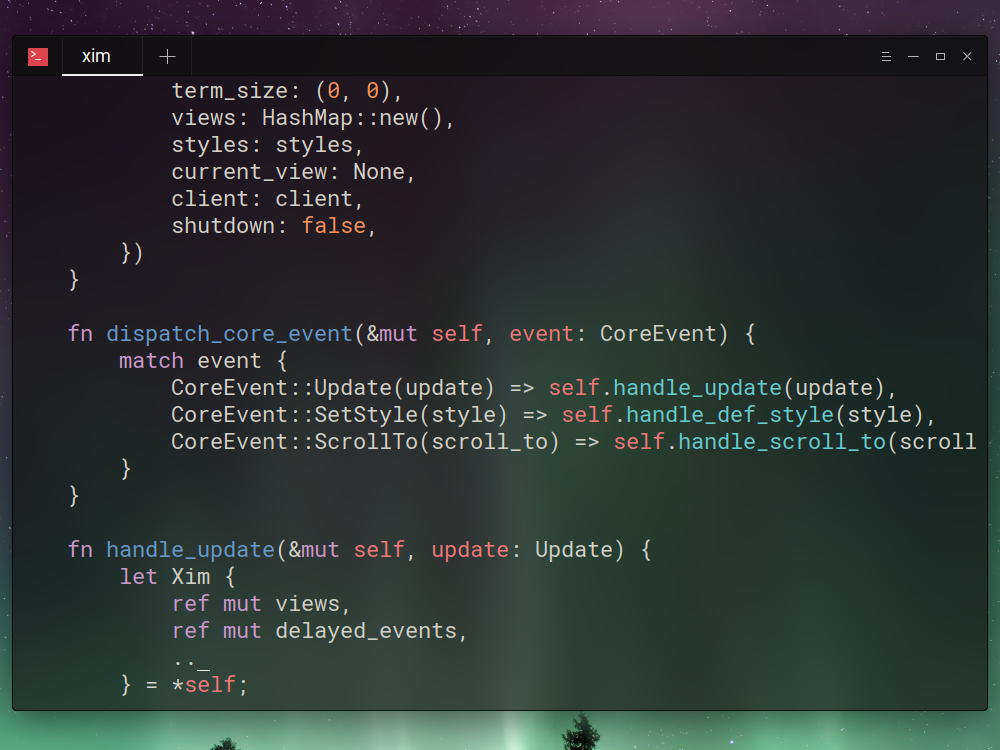 >_ xim
term_size: (0, 0),
views: HashMap::new(),
styles: styles,
current_view: None,
client: client,
shutdown: false,
})
}
fn dispatch_core_event(&mut self, event: CoreEvent) {
match event {
CoreEvent::Update(update) => self.handle_update(update),
CoreEvent::SetStyle(style) => self.handle_def_style(style),
CoreEvent::ScrollTo(scroll_to) => self.handle_scroll_to(scroll
}
}
fn handle_update(&mut self, update: Update) {
let Xim {
ref mut views,
ref mut delayed_events,
.._
} = *self;